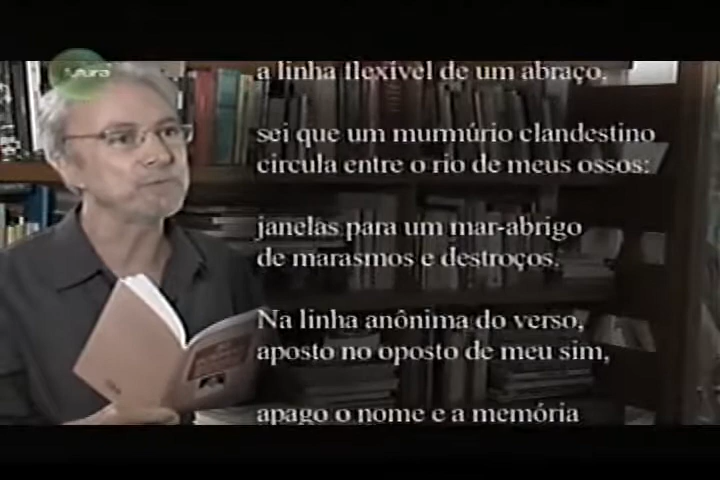 futura
a linha flexível de um abraço,
sei que um murmúrio clandestino
circula entre o rio de meus ossos:
janelas para um mar-abrigo
de marasmos e destroços.
Na linha anônima do verso,
aposto no oposto de meu sim,
apago o nome e a memória